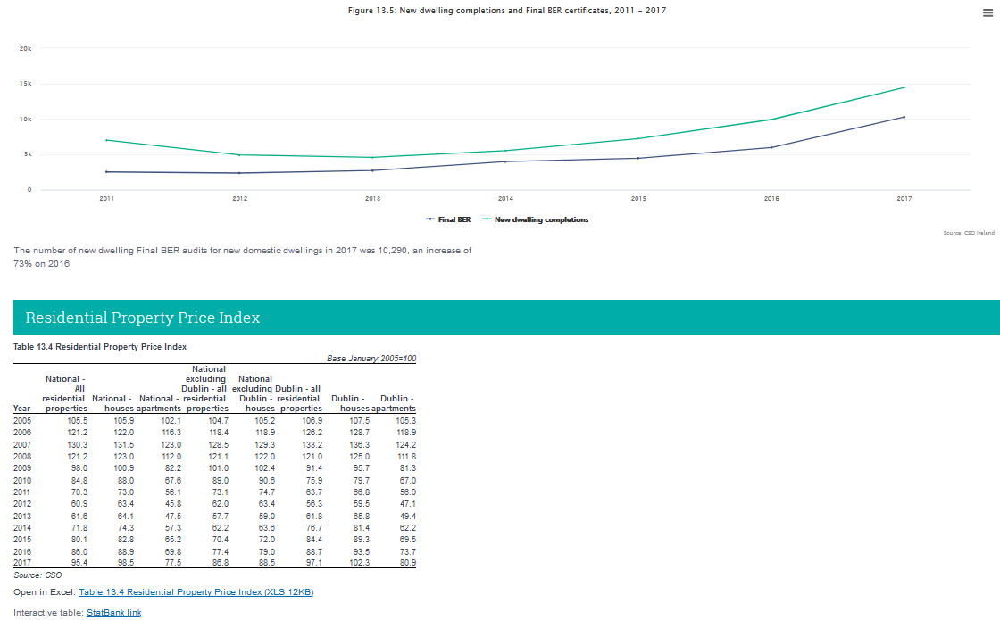 Figure 13.5: New dwelling completions and Final BER certificates, 2011 - 2017
20k
15k
10k
5k
0
2011 2012 2013 2014 2015 2016 2017
Final BER New dwelling completions
Source: CSO Ireland
The number of new dwelling Final BER audits for new domestic dwellings in 2017 was 10,290, an increase of
73% on 2016.
Residential Property Price Index
Table 13.4 Residential Property Price Index
Base January 2005=100
National
National - excluding National
All Dublin - all excluding Dublin - all
residential National - National - residential Dublin - residential Dublin - Dublin -
Year properties houses apartments properties houses properties houses apartments
2005 105.5 105.9 102.1 104.7 105.2 106.9 107.5 105.3
2006 121.2 122.0 116.3 118.4 118.9 126.2 128.7 118.9
2007 130.3 131.5 123.0 128.5 129.3 133.2 136.3 124.2
2008 121.2 123.0 112.0 121.1 122.0 121.0 125.0 111.8
2009 98.0 100.9 82.2 101.0 102.4 91.4 95.7 81.3
2010 84.8 88.0 67.6 89.0 90.6 75.9 79.7 67.0
2011 70.3 73.0 56.1 73.1 74.7 63.7 66.8 56.9
2012 60.9 63.4 45.8 62.0 63.4 56.3 59.5 47.1
2013 61.6 64.1 47.5 57.7 59.0 61.8 65.8 49.4
2014 71.8 74.3 57.3 62.2 63.6 76.7 81.4 62.2
2015 80.1 82.8 65.2 70.4 72.0 84.4 89.3 69.5
2016 86.0 88.9 69.8 77.4 79.0 88.7 93.5 73.7
2017 95.4 98.5 77.5 86.8 88.5 97.1 102.3 80.9
Source: CSO
Open in Excel: Table 13.4 Residential Property Price Index (XLS 12KB)
Interactive table: StatBank link